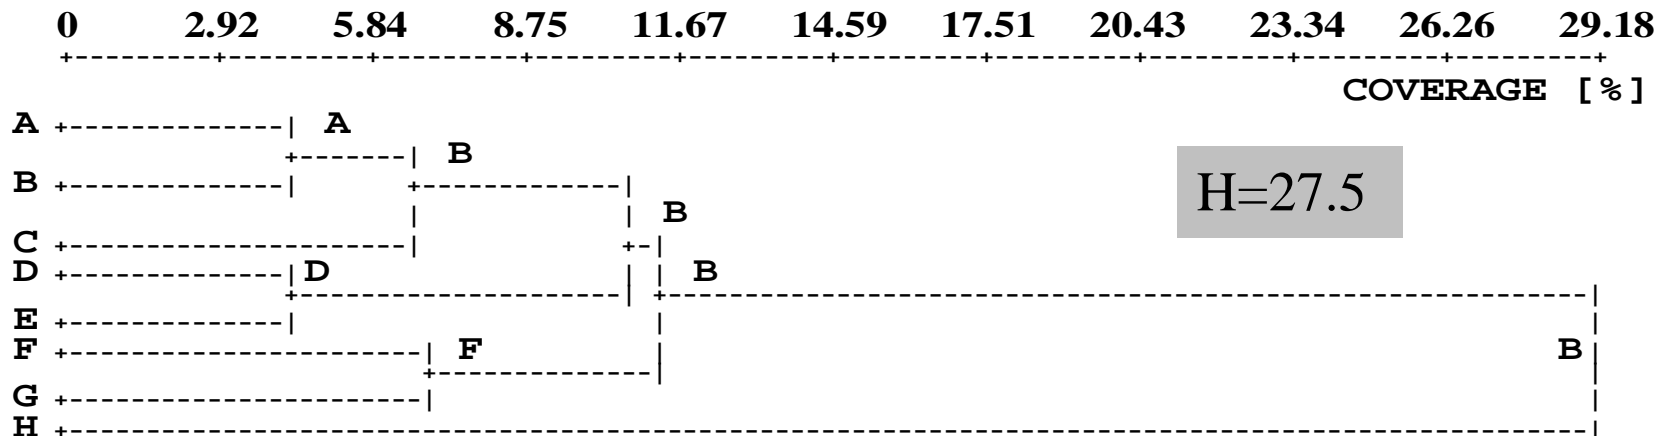 0 2.92 5.84 8.75 11.67 14.59 17.51 20.43 23.34 26.26 29.18
COVERAGE [%]
A A
B
B
H=27.5
B
C
D D B
E
F F B
G
H